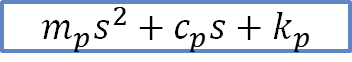 $m_p s^2 + c_p s + k_p$